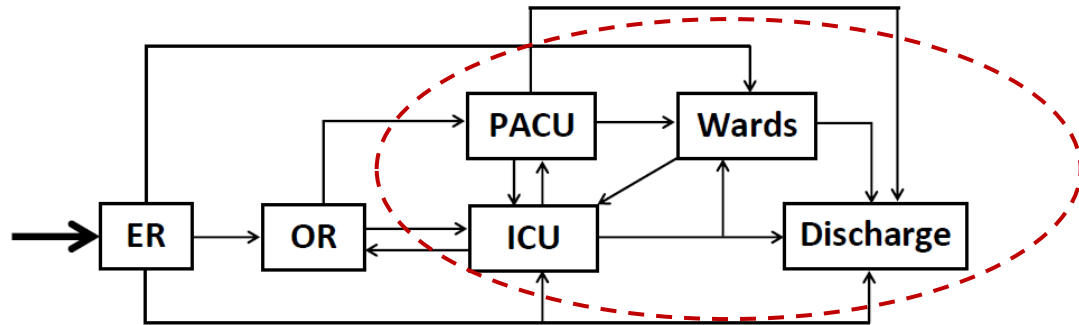 PACU
Wards
ER
OR
ICU
Discharge